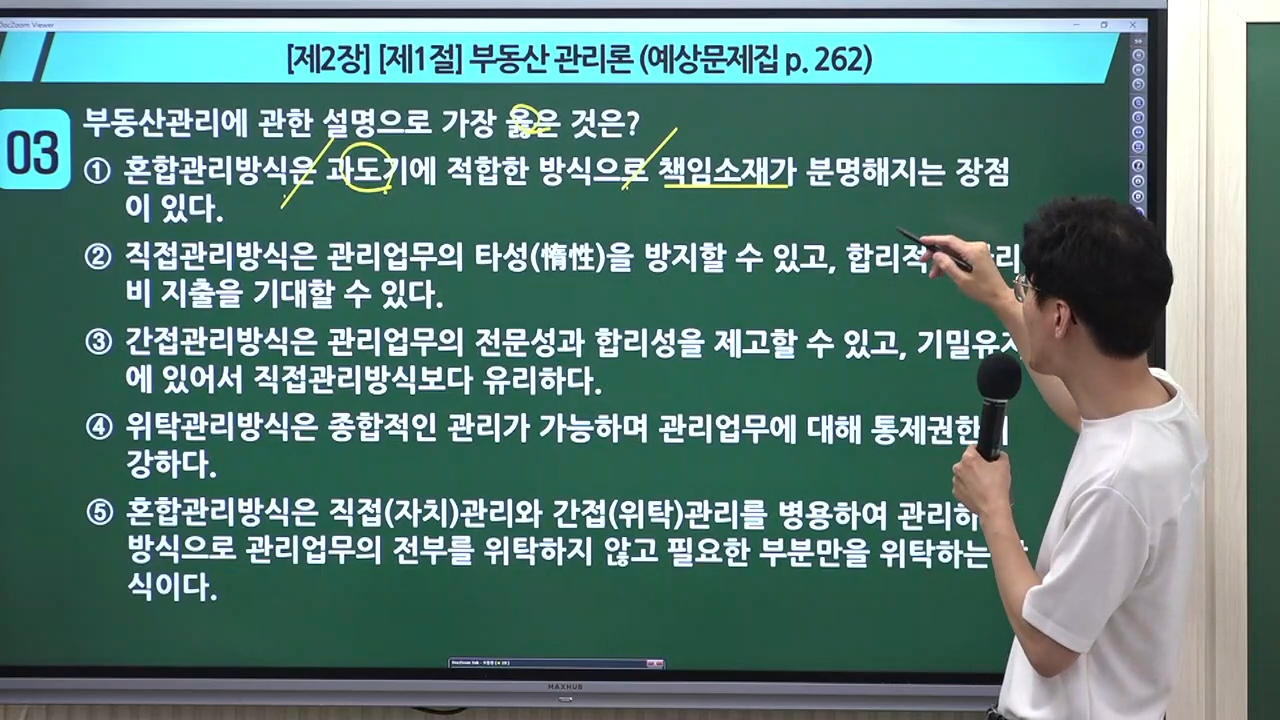 DocZoom Viewer
[제2장] [제1절] 부동산 관리론 (예상문제집 p. 262)
03
부동산관리에 관한 설명으로 가장 옳은 것은?
① 혼합관리방식은 과도기에 적합한 방식으로 책임소재가 분명해지는 장점
이 있다.
② 직접관리방식은 관리업무의 타성(惰性)을 방지할 수 있고,
비 지출을 기대할 수 있다.
③ 간접관리방식은 관리업무의 전문성과 합리성을 제고할 수 있고, 기밀유지
에 있어서 직접관리방식보다 유리하다.
④ 위탁관리방식은 종합적인 관리가 가능하며 관리업무에 대해 통제권한
강하다.
⑤ 혼합관리방식은 직접(자치)관리와 간접(위탁)관리를 병용하여
방식으로 관리업무의 전부를 위탁하지 않고 필요한 부분만을 위탁하는
식이다.
MAXHUB